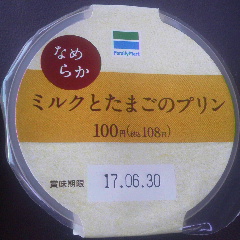 なめ
らか
FamilyMart
ミルクとたまごのプリン
100円(税込108円)
賞味期限 17.06.30